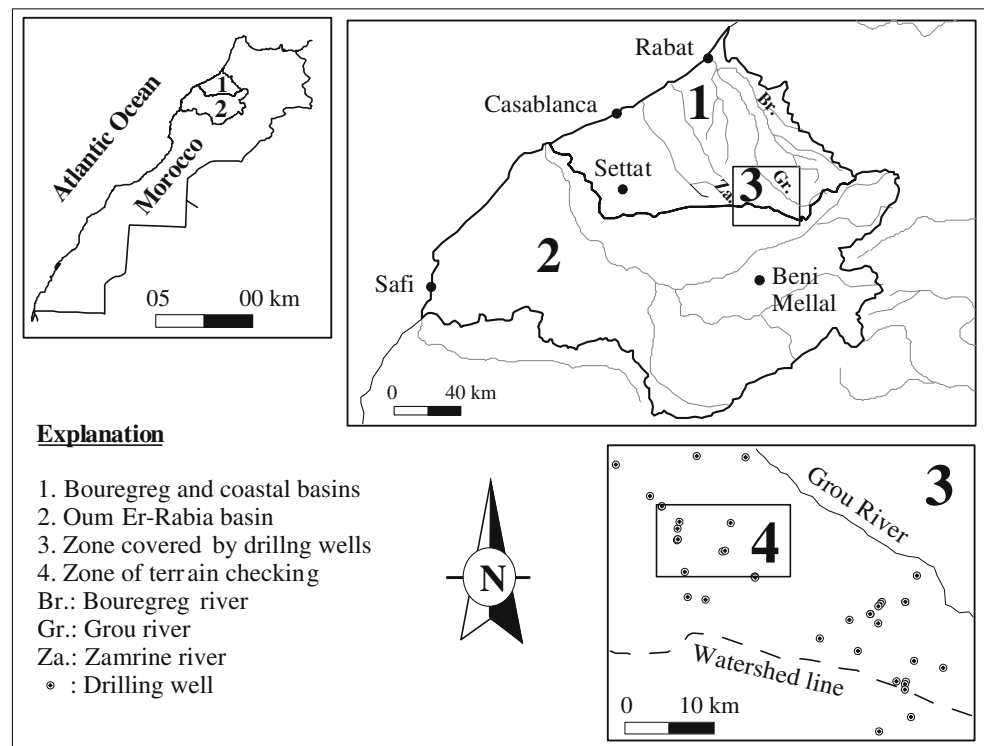 Atlantic Ocean
Morocco
1
2
05 00 km
Rabat
Casablanca
Settat
Safi
Beni
Mellal
Br.
Gr.
Za.
1
2
3
0 40 km
Explanation
1. Bouregreg and coastal basins
2. Oum Er-Rabia basin
3. Zone covered by drillng wells
4. Zone of terrain checking
Br.: Bouregreg river
Gr.: Grou river
Za.: Zamrine river
: Drilling well
N
Grou River
3
4
Watershed line
0 10 km